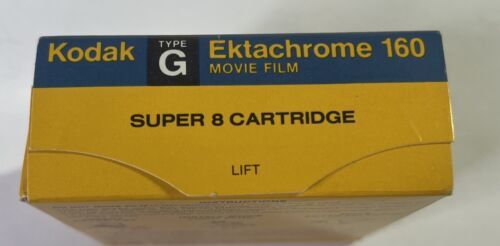 Kodak TYPE G Ektachrome 160
MOVIE FILM
SUPER 8 CARTRIDGE
LIFT